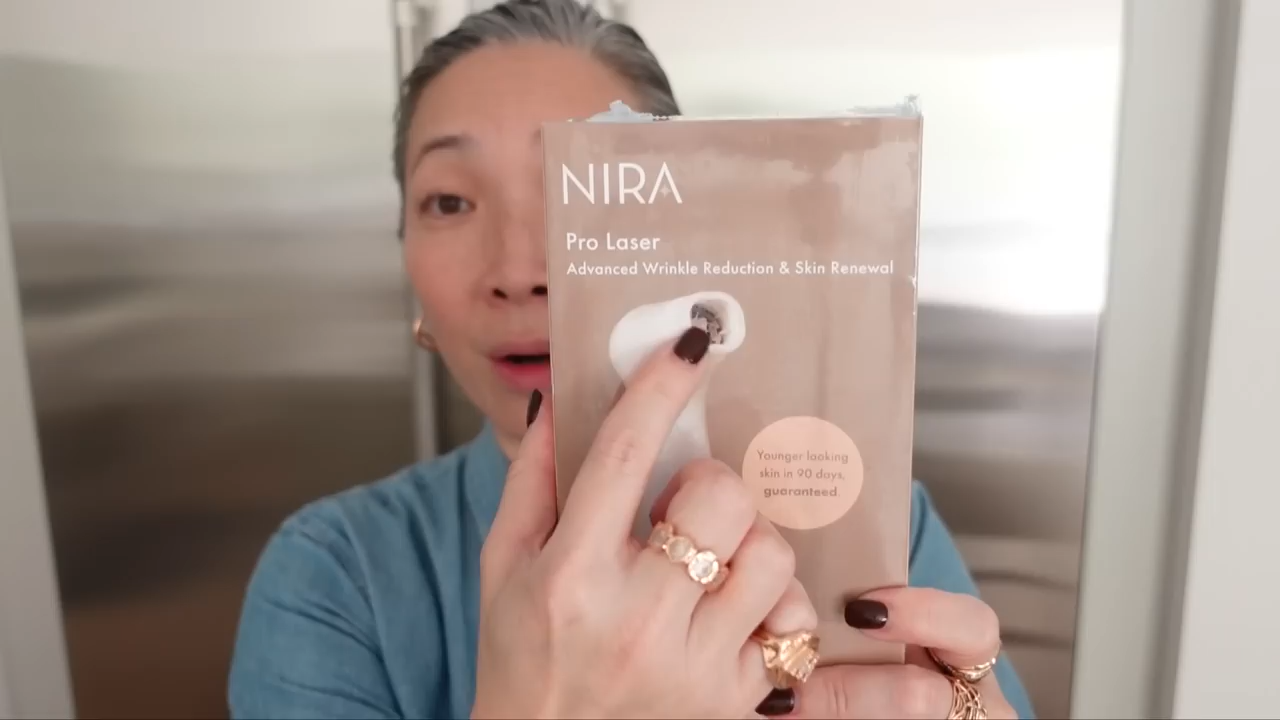 NIRA
Pro Laser
Advanced Wrinkle Reduction & Skin Renewal
Younger looking
skin in 90 days,
guaranteed.